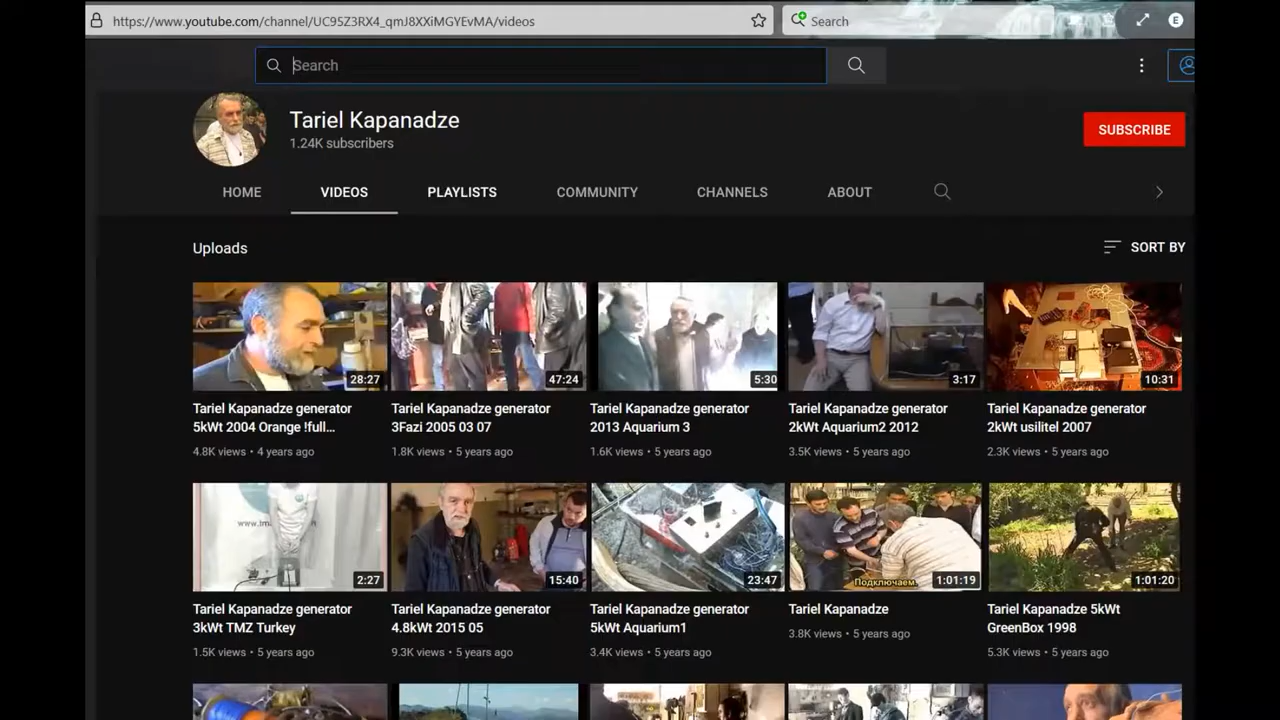 https://www.youtube.com/channel/UC95Z3RX4_qmJ8XXiMGYEvMA/videos
Search
E
Search
Tariel Kapanadze
1.24K subscribers
SUBSCRIBE
HOME
VIDEOS
PLAYLISTS
COMMUNITY
CHANNELS
ABOUT
Uploads
SORT BY
28:27
47:24
5:30
3:17
10:31
Tariel Kapanadze generator
5kWt 2004 Orange !full...
4.8K views • 4 years ago
Tariel Kapanadze generator
3Fazi 2005 03 07
1.8K views • 5 years ago
Tariel Kapanadze generator
2013 Aquarium 3
1.6K views • 5 years ago
Tariel Kapanadze generator
2kWt Aquarium2 2012
3.5K views • 5 years ago
Tariel Kapanadze generator
2kWt usilitel 2007
2.3K views • 5 years ago
2:27
15:40
23:47
Подключаем
1:01:19
1:01:20
Tariel Kapanadze generator
3kWt TMZ Turkey
1.5K views • 5 years ago
Tariel Kapanadze generator
4.8kWt 2015 05
9.3K views • 5 years ago
Tariel Kapanadze generator
5kWt Aquarium1
3.4K views • 5 years ago
Tariel Kapanadze
3.8K views • 5 years ago
Tariel Kapanadze 5kWt
GreenBox 1998
5.3K views • 5 years ago